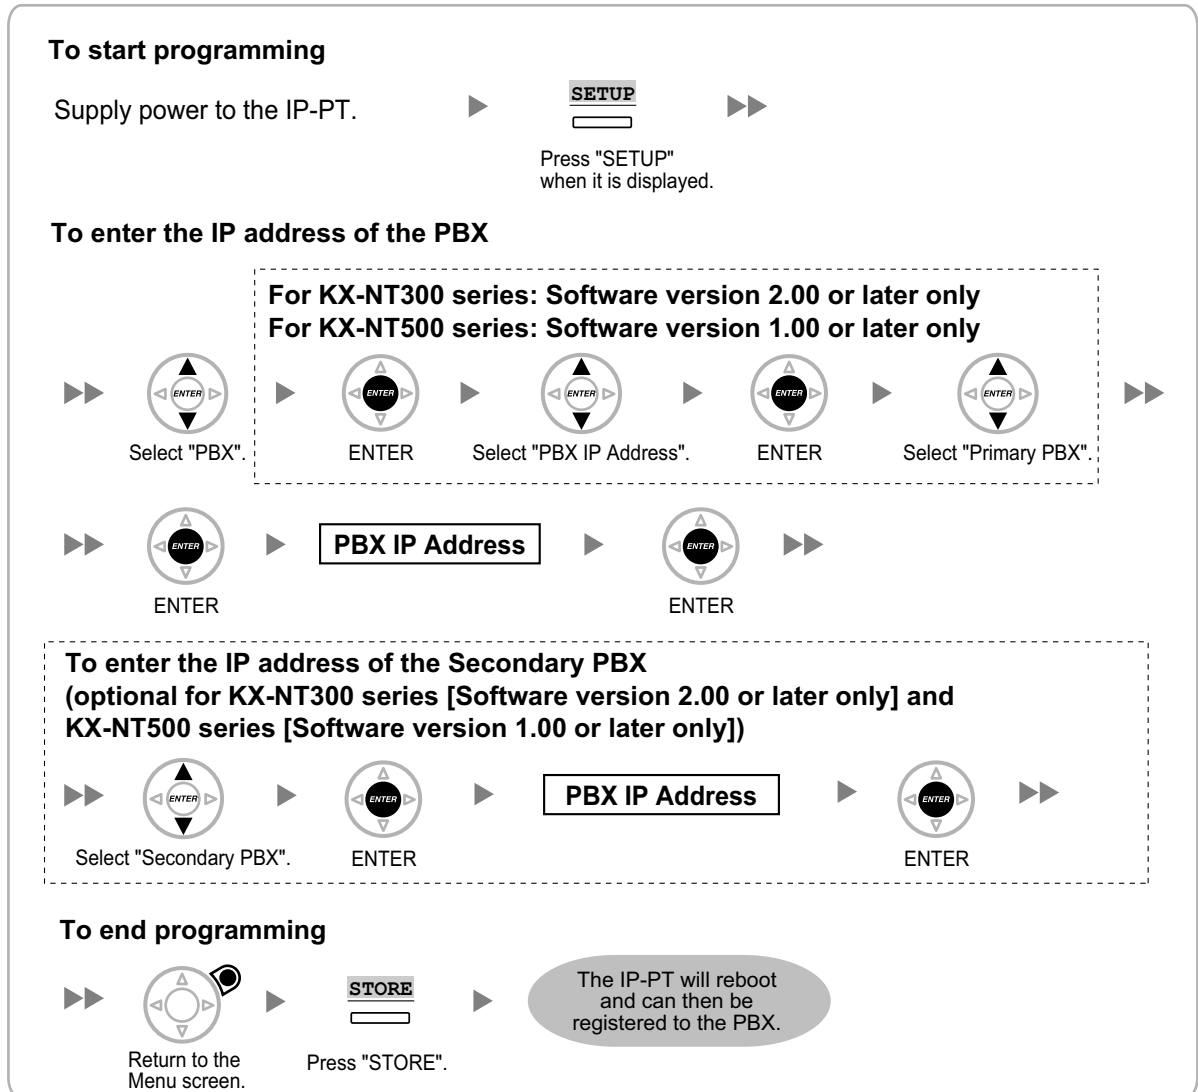 To start programming
Supply power to the IP-PT.
SETUP
Press "SETUP"
when it is displayed.
To enter the IP address of the PBX
For KX-NT300 series: Software version 2.00 or later only
For KX-NT500 series: Software version 1.00 or later only
ENTER
ENTER
ENTER
ENTER
ENTER
Select "PBX".
ENTER
Select "PBX IP Address".
ENTER
Select "Primary PBX".
ENTER
PBX IP Address
ENTER
ENTER
ENTER
To enter the IP address of the Secondary PBX
(optional for KX-NT300 series [Software version 2.00 or later only] and
KX-NT500 series [Software version 1.00 or later only])
ENTER
ENTER
PBX IP Address
ENTER
Select "Secondary PBX".
ENTER
ENTER
To end programming
STORE
Return to the
Menu screen.
Press "STORE".
The IP-PT will reboot
and can then be
registered to the PBX.